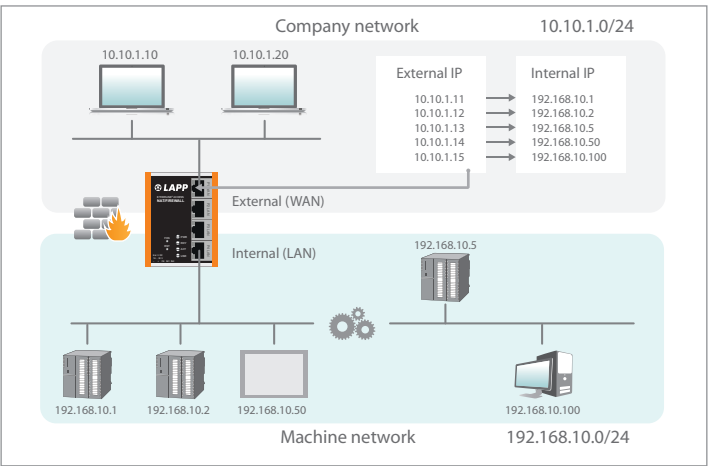 Company network 10.10.1.0/24
10.10.1.10 10.10.1.20
External IP Internal IP
10.10.1.11 192.168.10.1
10.10.1.12 192.168.10.2
10.10.1.13 192.168.10.5
10.10.1.14 192.168.10.50
10.10.1.15 192.168.10.100
LAPP
NAT/FIREWALL
External (WAN)
Internal (LAN)
192.168.10.5
192.168.10.1 192.168.10.2 192.168.10.50 192.168.10.100
Machine network 192.168.10.0/24